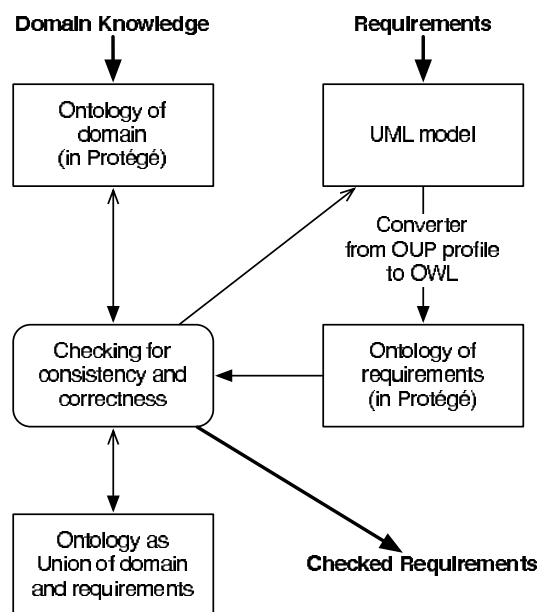 Domain Knowledge
Requirements
Ontology of
domain
(in Protégé)
UML model
Converter
from OUP profile
to OWL
Checking for
consistency and
correctness
Ontology of
requirements
(in Protégé)
Ontology as
Union of domain
and requirements
Checked Requirements